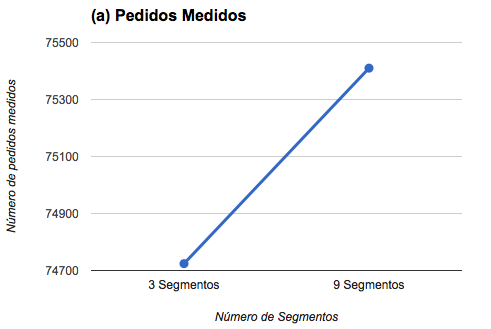 (a) Pedidos Medidos
75500
75300
75100
74900
74700
Número de pedidos medidos
3 Segmentos
9 Segmentos
Número de Segmentos